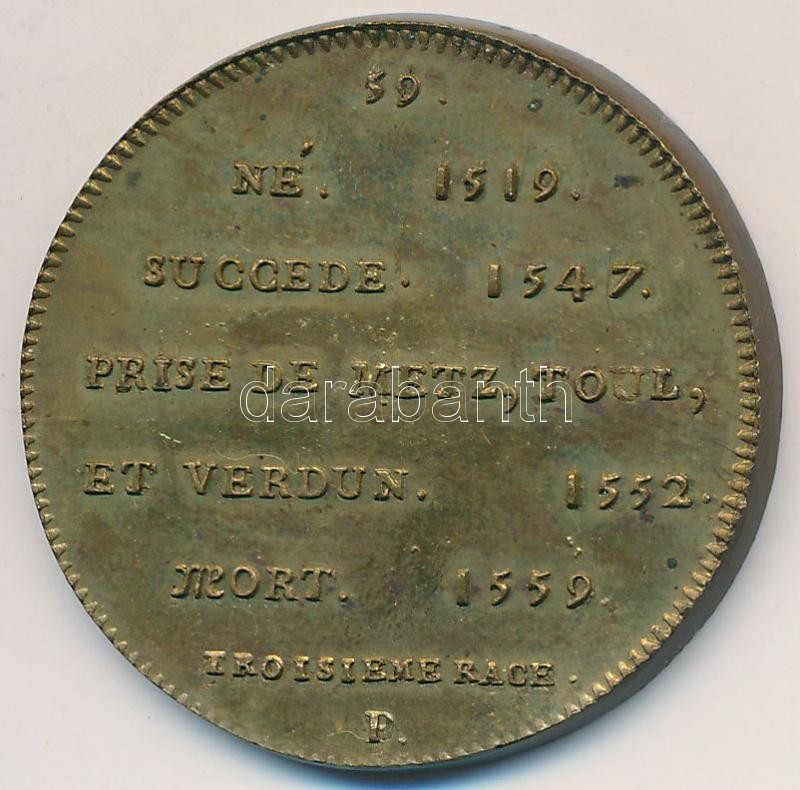 59.
NÉ. 1519.
SUCCEDE. 1547.
PRISE DE METZ, TOUL,
darabanth
ET VERDUN. 1552.
MORT. 1559.
TROISIEME RACE.
D.